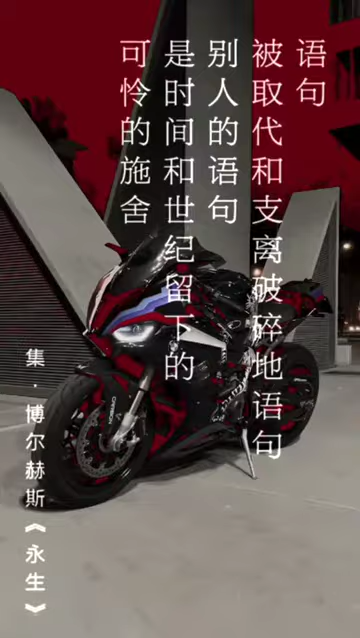 语句
被取代和支离破碎地语句
别人的语句
是时间和世纪留下的
可怜的施舍
集·博尔赫斯《永生》